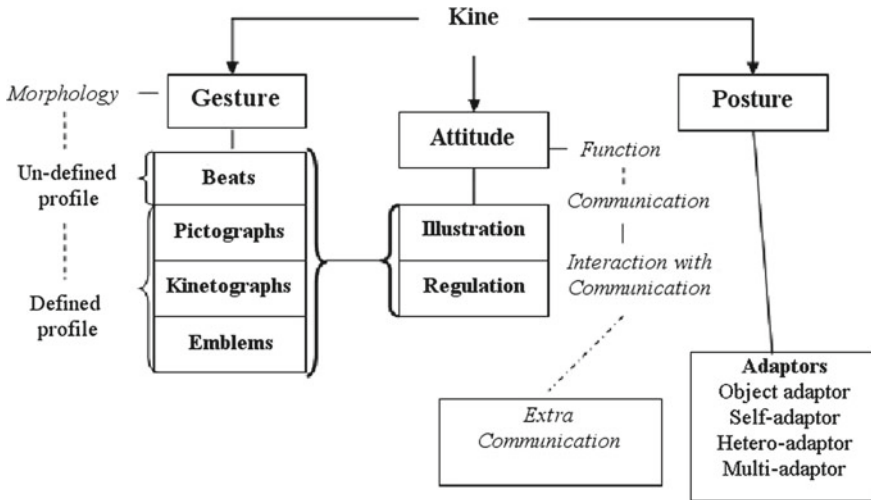 Kine
Morphology
Gesture
Posture
Attitude
Function
Un-defined
profile
Beats
Communication
Pictographs
Illustration
Kinetographs
Regulation
Interaction with
Communication
Defined
profile
Emblems
Extra
Communication
Adaptors
Object adaptor
Self-adaptor
Hetero-adaptor
Multi-adaptor